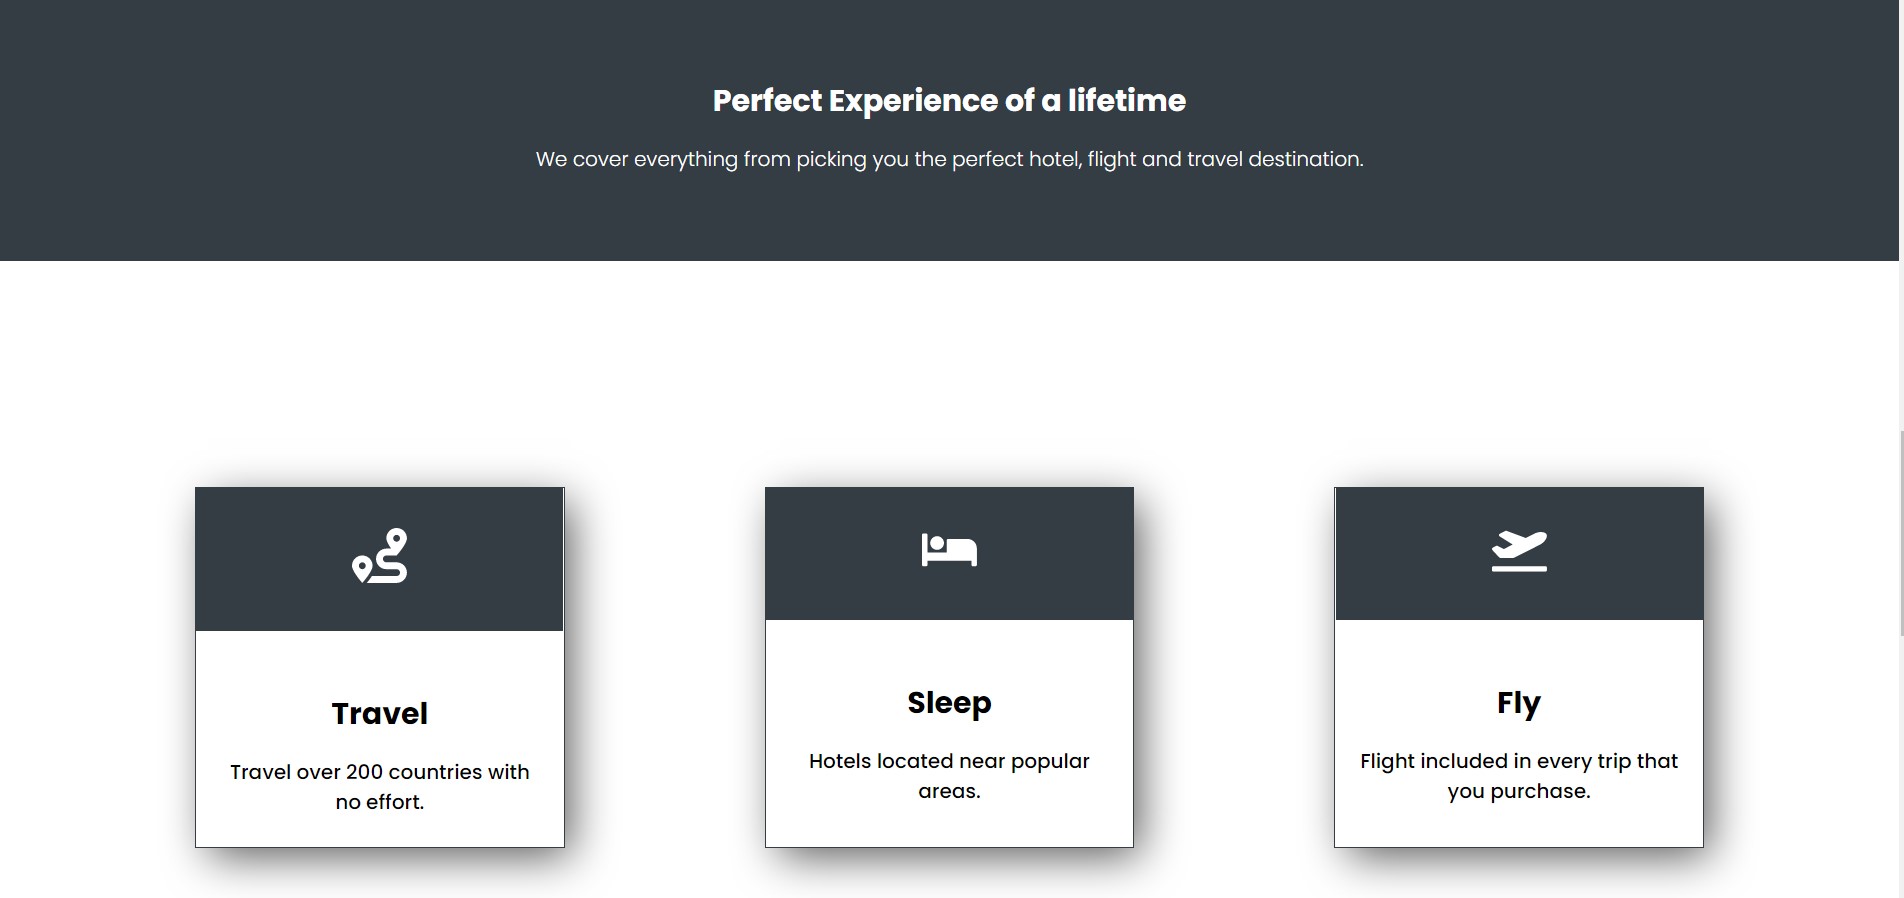 Perfect Experience of a lifetime
We cover everything from picking you the perfect hotel, flight and travel destination.
Travel
Travel over 200 countries with
no effort.
Sleep
Hotels located near popular
areas.
Fly
Flight included in every trip that
you purchase.